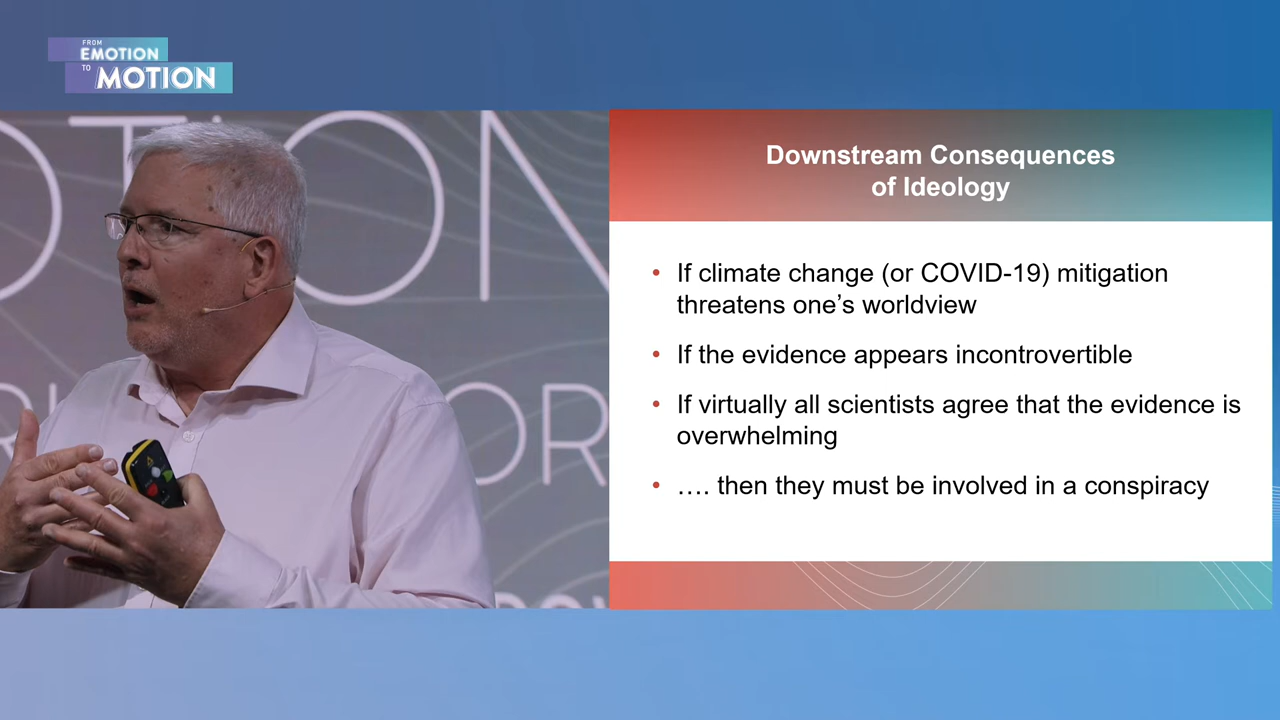 FROM
EMOTION
TO
MOTION
OTION
OR
Downstream Consequences
of Ideology
• If climate change (or COVID-19) mitigation
threatens one’s worldview
• If the evidence appears incontrovertible
• If virtually all scientists agree that the evidence is
overwhelming
• …. then they must be involved in a conspiracy